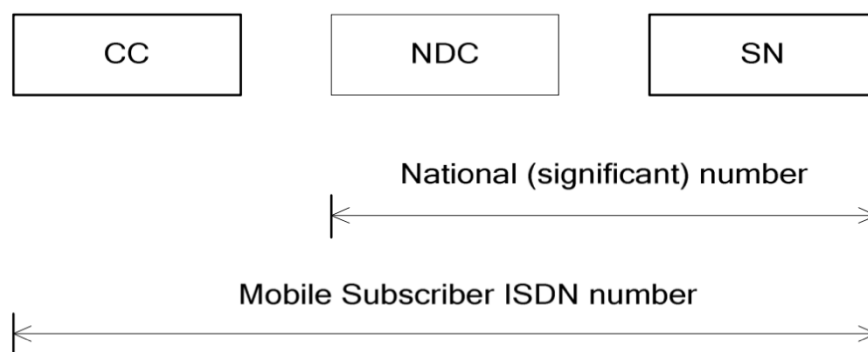 CC NDC SN
National (significant) number
Mobile Subscriber ISDN number